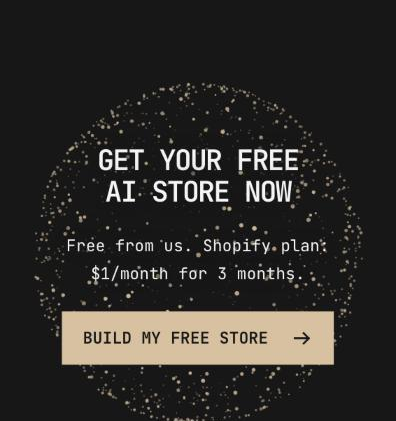 GET YOUR FREE
AI STORE NOW
Free from us. Shopify plan:
$1/month for 3 months.
BUILD MY FREE STORE →